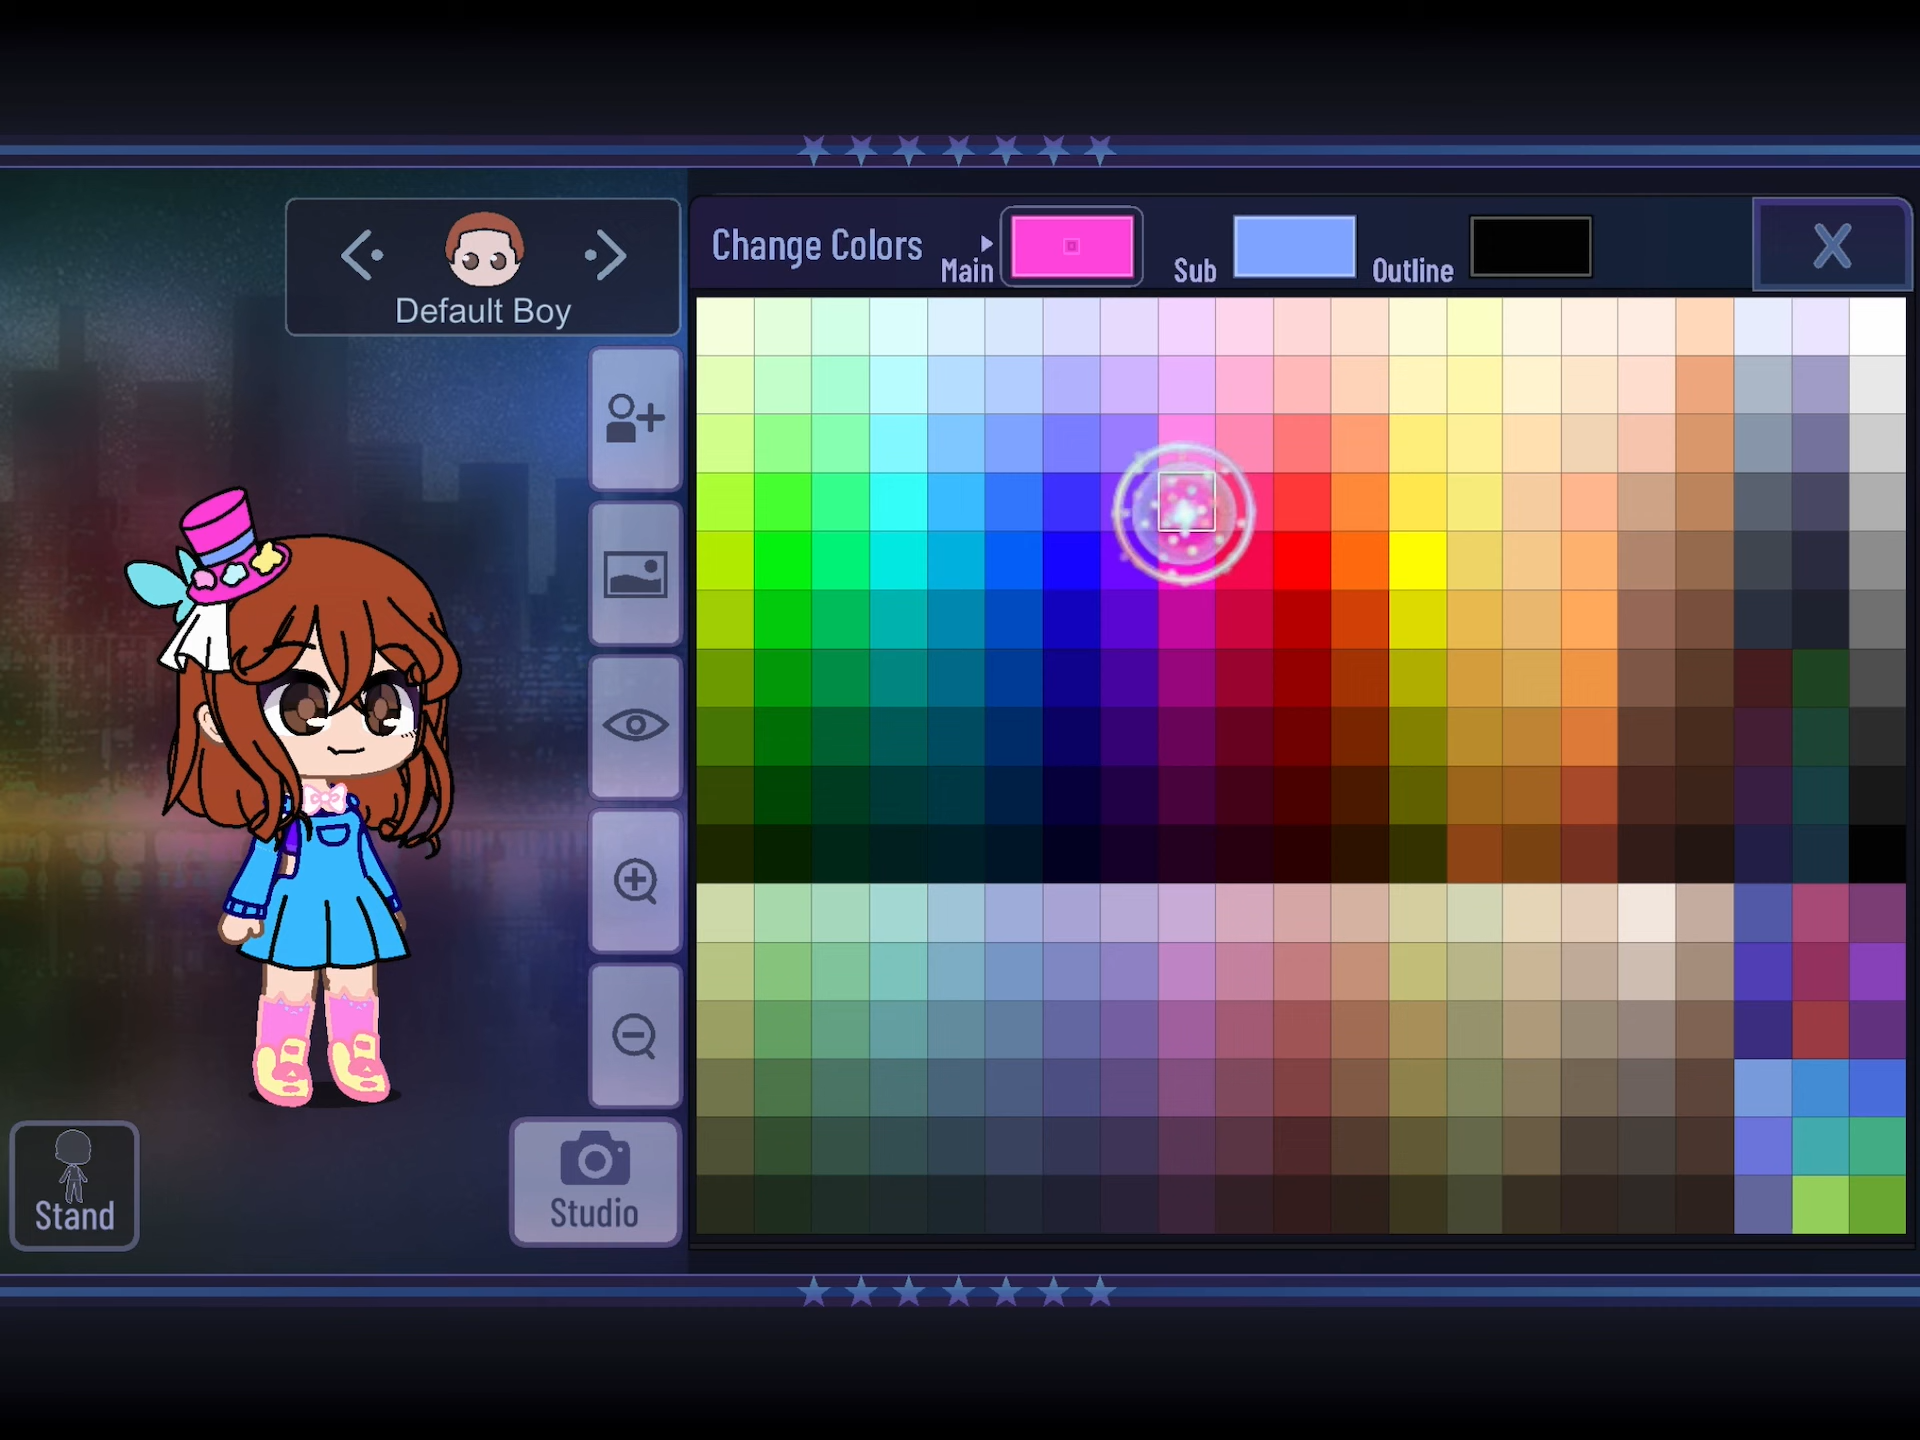 Default Boy
Change Colors
Main
Sub
Outline
X
Studio
Stand